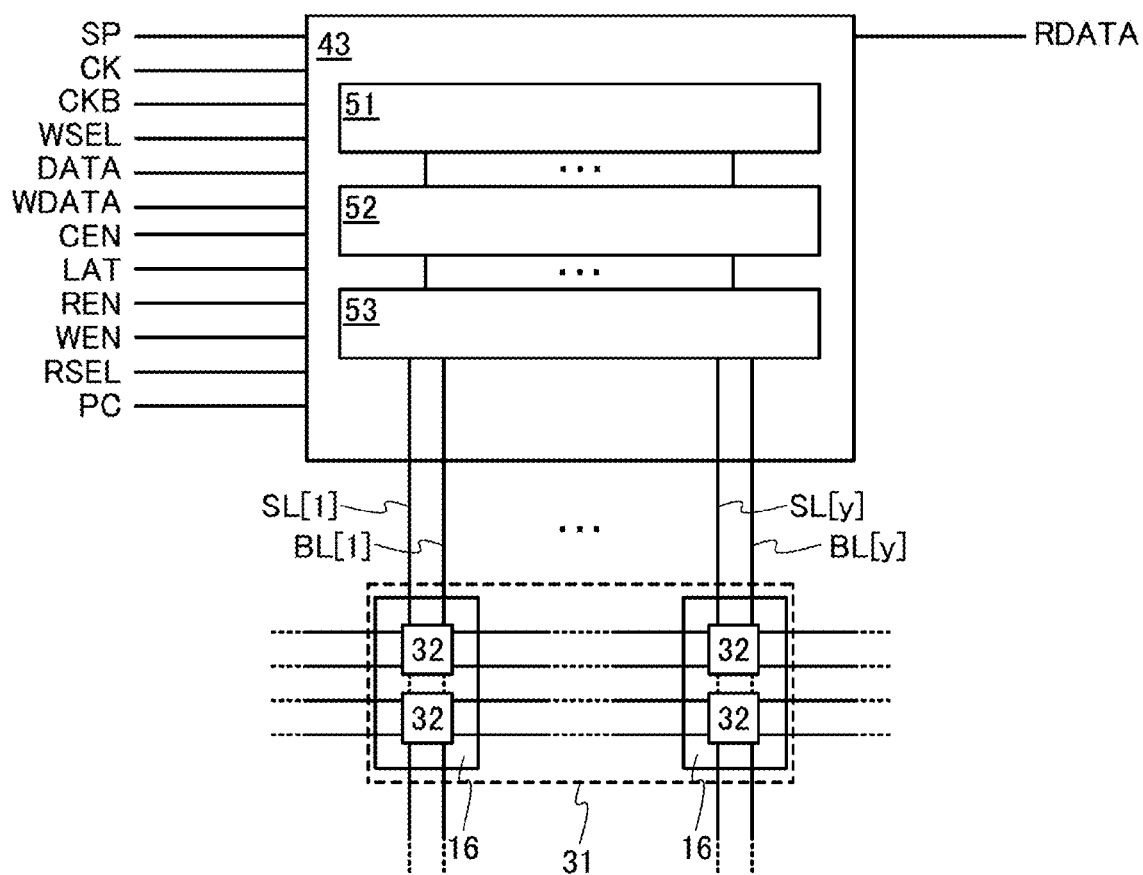 SP
CK
CKB
WSEL
DATA
WDATA
CEN
LAT
REN
WEN
RSEL
PC
43
RDATA
51
...
52
...
53
SL[1]
BL[1]
...
SL[y]
BL[y]
32
32
32
32
16
31
16